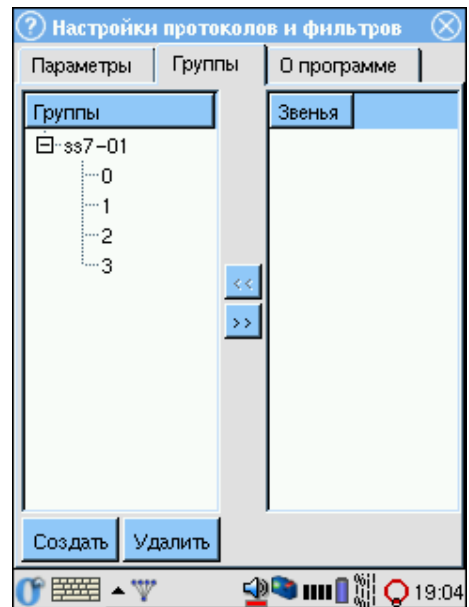 Настройки протоколов и фильтров
Параметры Группы О программе
Группы Звенья
ss7-01
0
1
2
3
<<
>>
Создать Удалить
19:04